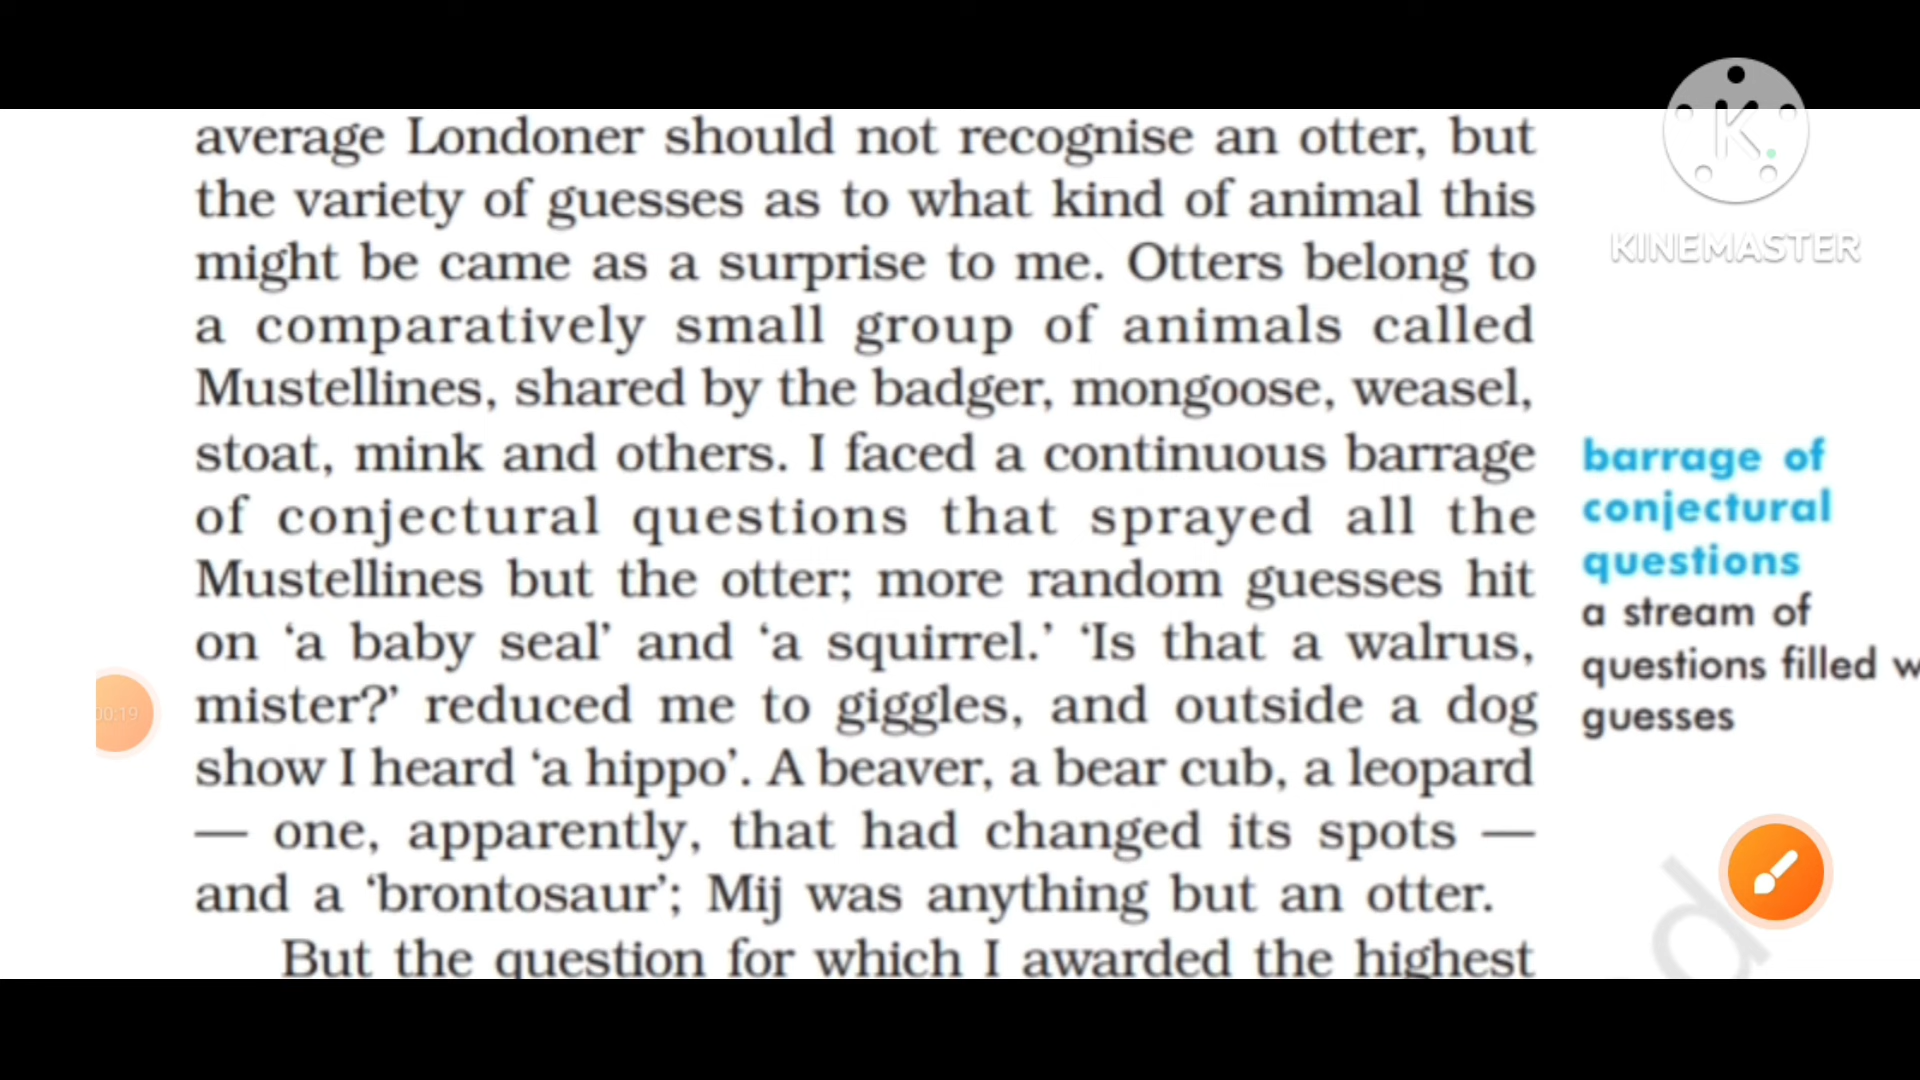 average Londoner should not recognise an otter, but
the variety of guesses as to what kind of animal this
might be came as a surprise to me. Otters belong to
a comparatively small group of animals called
Mustellines, shared by the badger, mongoose, weasel,
stoat, mink and others. I faced a continuous barrage
of conjectural questions that sprayed all the
Mustellines but the otter; more random guesses hit
on ‘a baby seal’ and ‘a squirrel.’ ‘Is that a walrus,
mister?’ reduced me to giggles, and outside a dog
show I heard ‘a hippo’. A beaver, a bear cub, a leopard
— one, apparently, that had changed its spots —
and a ‘brontosaur’; Mij was anything but an otter.
But the question for which I awarded the highest
barrage of
conjectural
questions
a stream of
questions filled w
guesses
K.
KINEMASTER
00:19
d